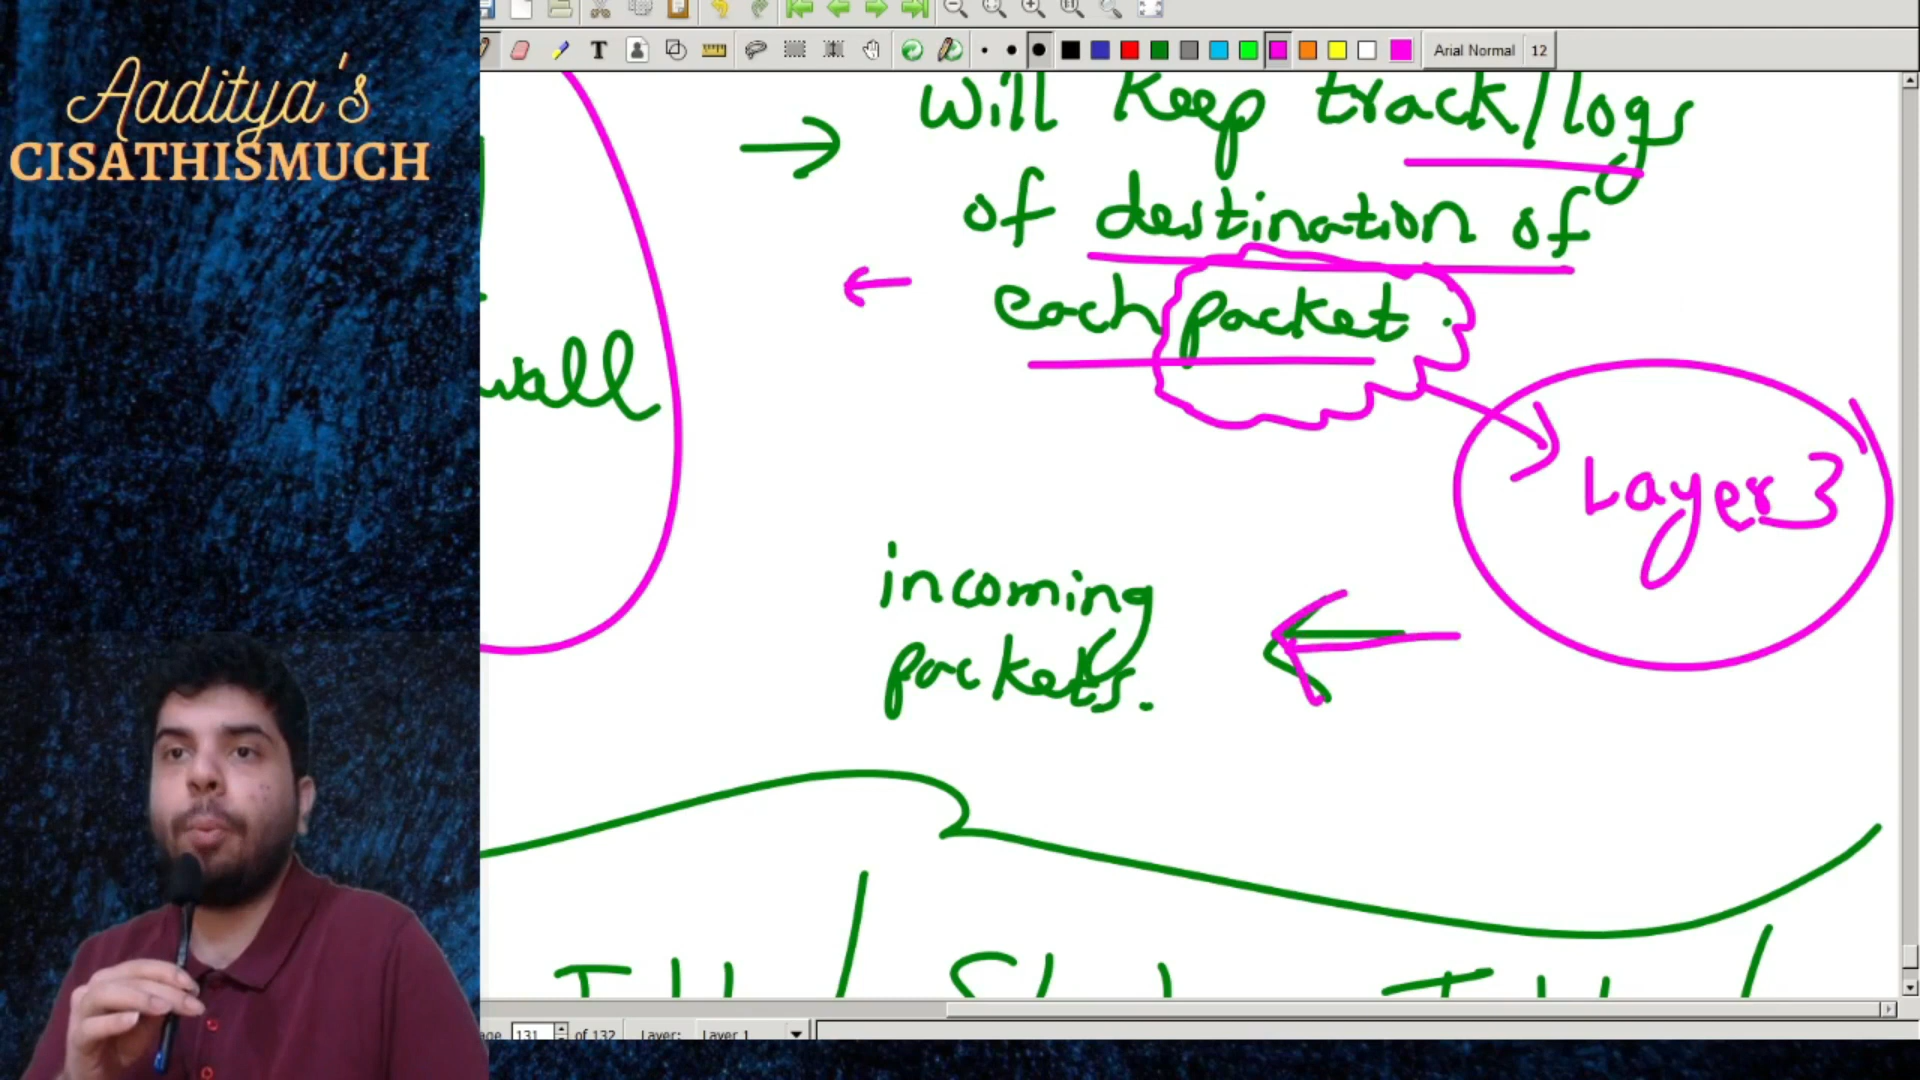 Aaditya's
CISATHISMUCH
T
Arial Normal 12
→ will keep track/logs
of destination of
← each packet.
wall
Layer 3
incoming
packets. ←
131 of 132 Layer: Layer 1